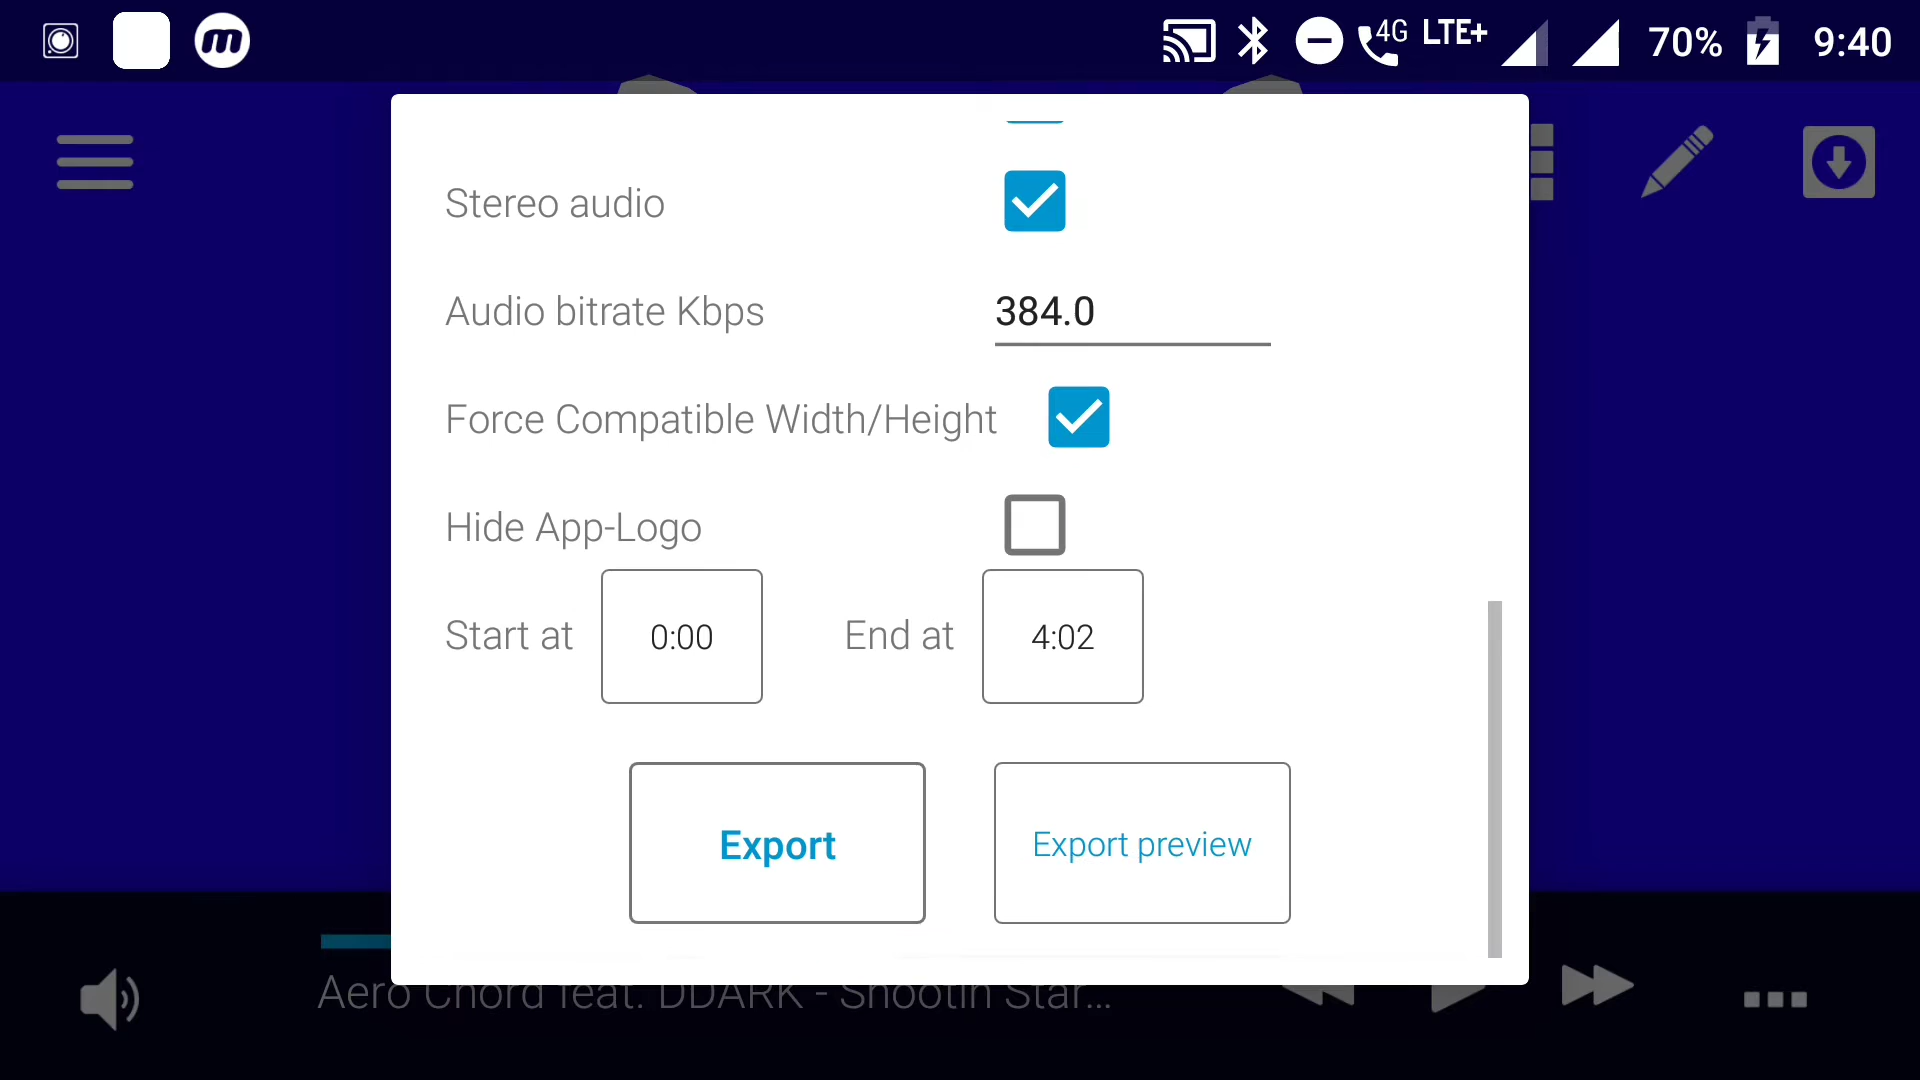 4G LTE+ 70% 9:40
Stereo audio
Audio bitrate Kbps 384.0
Force Compatible Width/Height
Hide App-Logo
Start at 0:00 End at 4:02
Export Export preview
Aero Chord feat. DDARK - Shootin Star...